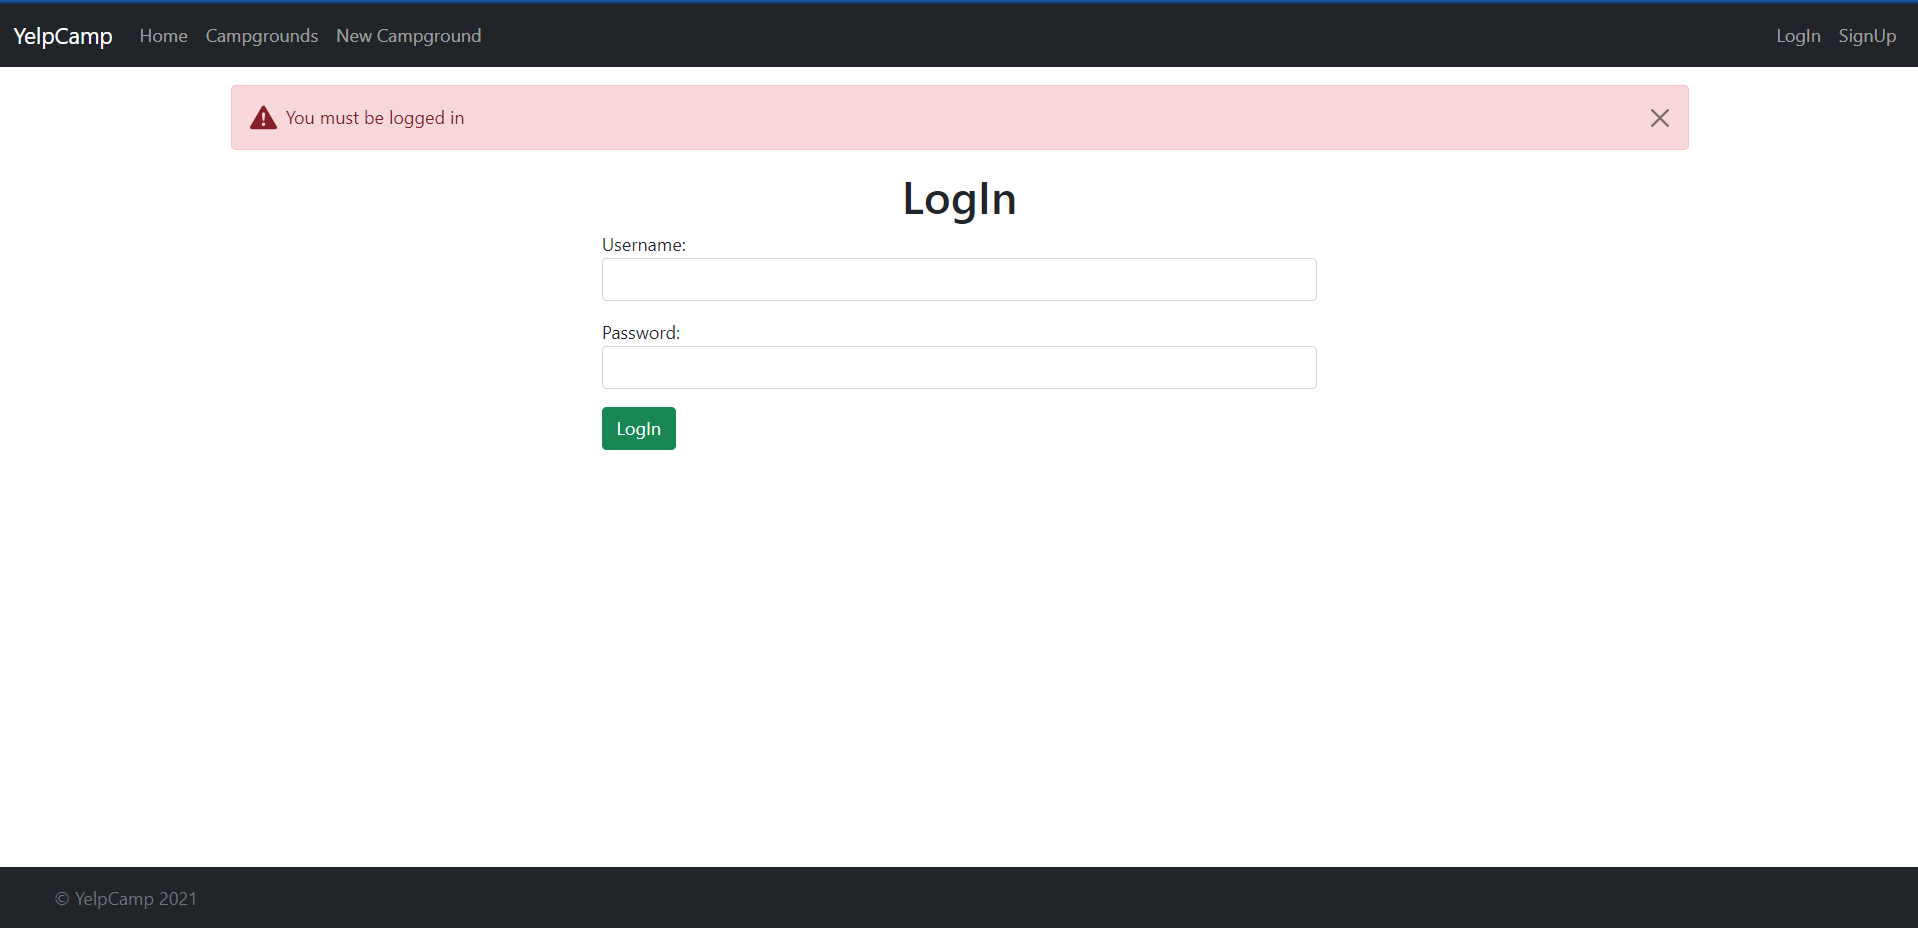 YelpCamp Home Campgrounds New Campground LogIn SignUp
You must be logged in
LogIn
Username:
Password:
LogIn
© YelpCamp 2021